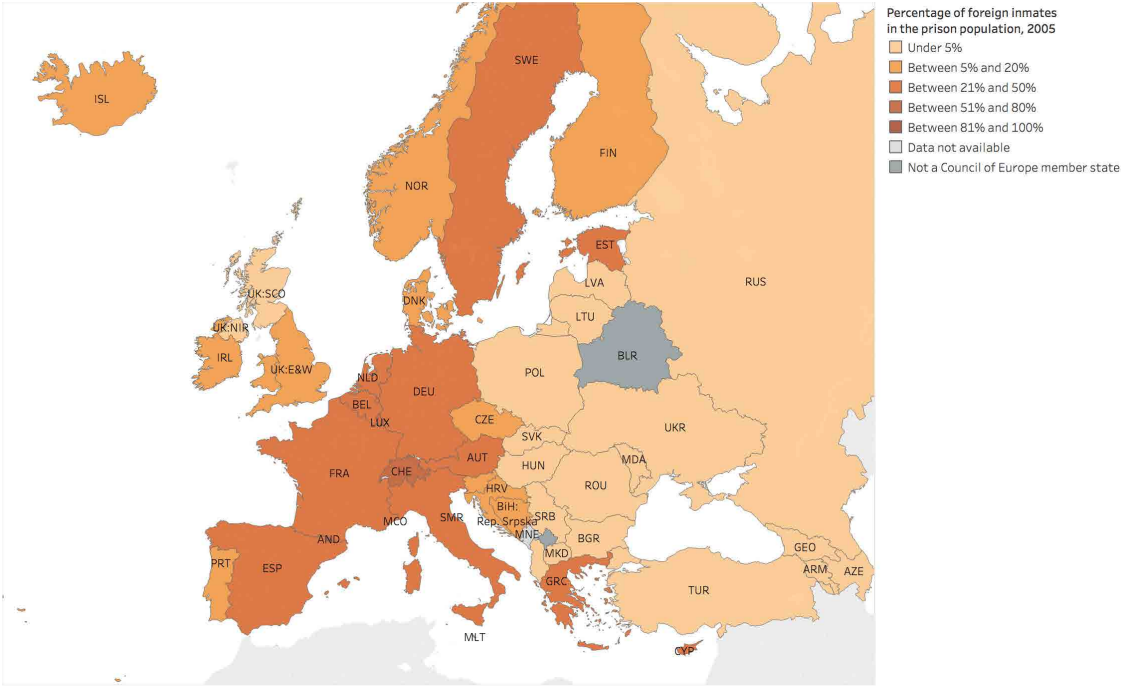 Percentage of foreign inmates
in the prison population, 2005
Under 5%
Between 5% and 20%
Between 21% and 50%
Between 51% and 80%
Between 81% and 100%
Data not available
Not a Council of Europe member state
SWE
ISL
FIN
NOR
EST
RUS
LVA
UK:SCO
DNK
LTU
UK:NIR
IRL
BLR
UK:E&W
POL
NLD
DEU
BEL
CZE
LUX
UKR
SVK
AUT
MDA
HUN
CHE
FRA
ROU
HRV
BiH:
Rep. Srpska
SRB
SMR
MCO
MNE
BGR
AND
GEO
MKD
PRT
ESP
ARM
AZE
GRC
TUR
MLT
CYP